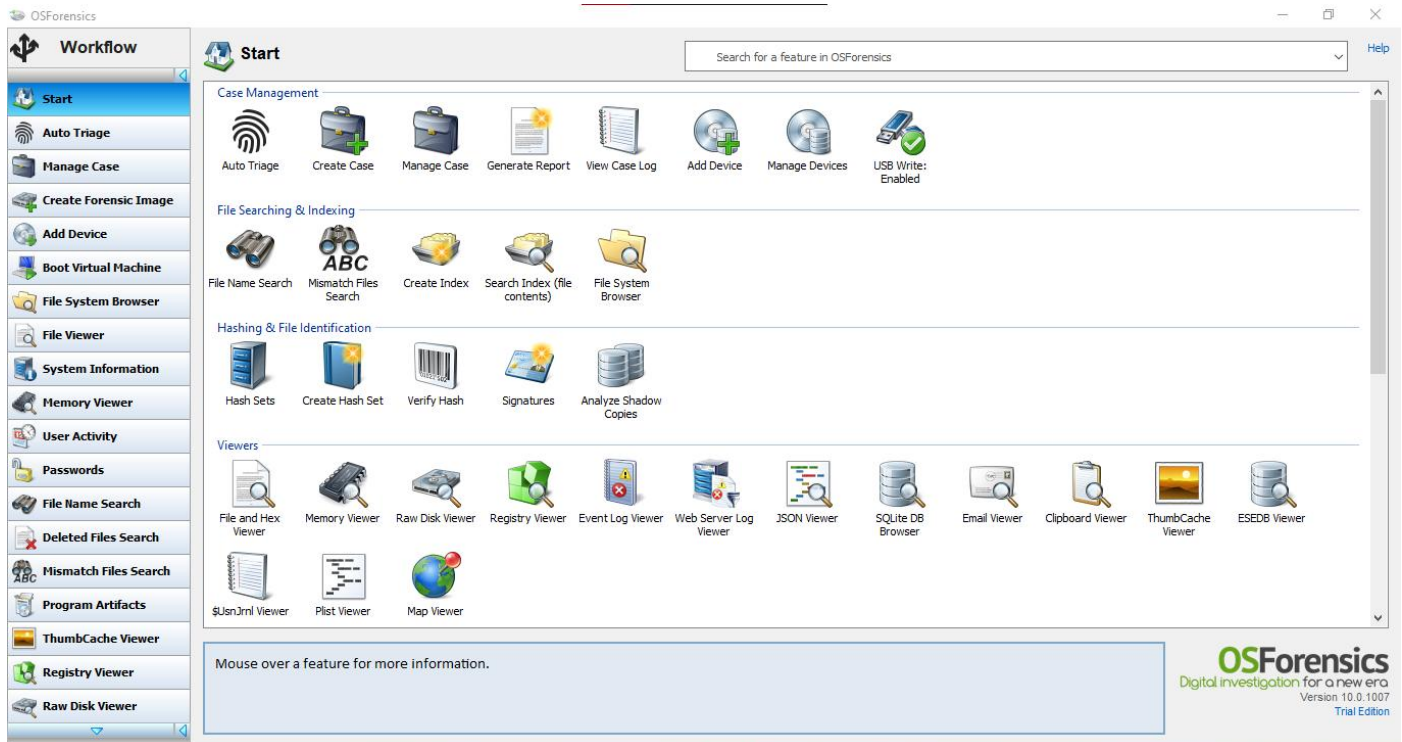 OSForensics
Workflow
Start
Auto Triage
Manage Case
Create Forensic Image
Add Device
Boot Virtual Machine
File System Browser
File Viewer
System Information
Memory Viewer
User Activity
Passwords
File Name Search
Deleted Files Search
Mismatch Files Search
Program Artifacts
ThumbCache Viewer
Registry Viewer
Raw Disk Viewer
Start
Search for a feature in OSForensics
Help
Case Management
Auto Triage
Create Case
Manage Case
Generate Report
View Case Log
Add Device
Manage Devices
USB Write:
Enabled
File Searching & Indexing
File Name Search
Mismatch Files
Search
Create Index
Search Index (file
contents)
File System
Browser
Hashing & File Identification
Hash Sets
Create Hash Set
Verify Hash
Signatures
Analyze Shadow
Copies
Viewers
File and Hex
Viewer
Memory Viewer
Raw Disk Viewer
Registry Viewer
Event Log Viewer
Web Server Log
Viewer
JSON Viewer
SQLite DB
Browser
Email Viewer
Clipboard Viewer
ThumbCache
Viewer
ESEDB Viewer
$UsnJrnl Viewer
Plist Viewer
Map Viewer
Mouse over a feature for more information.
OSForensics
Digital investigation for a new era
Version 10.0.1007
Trial Edition